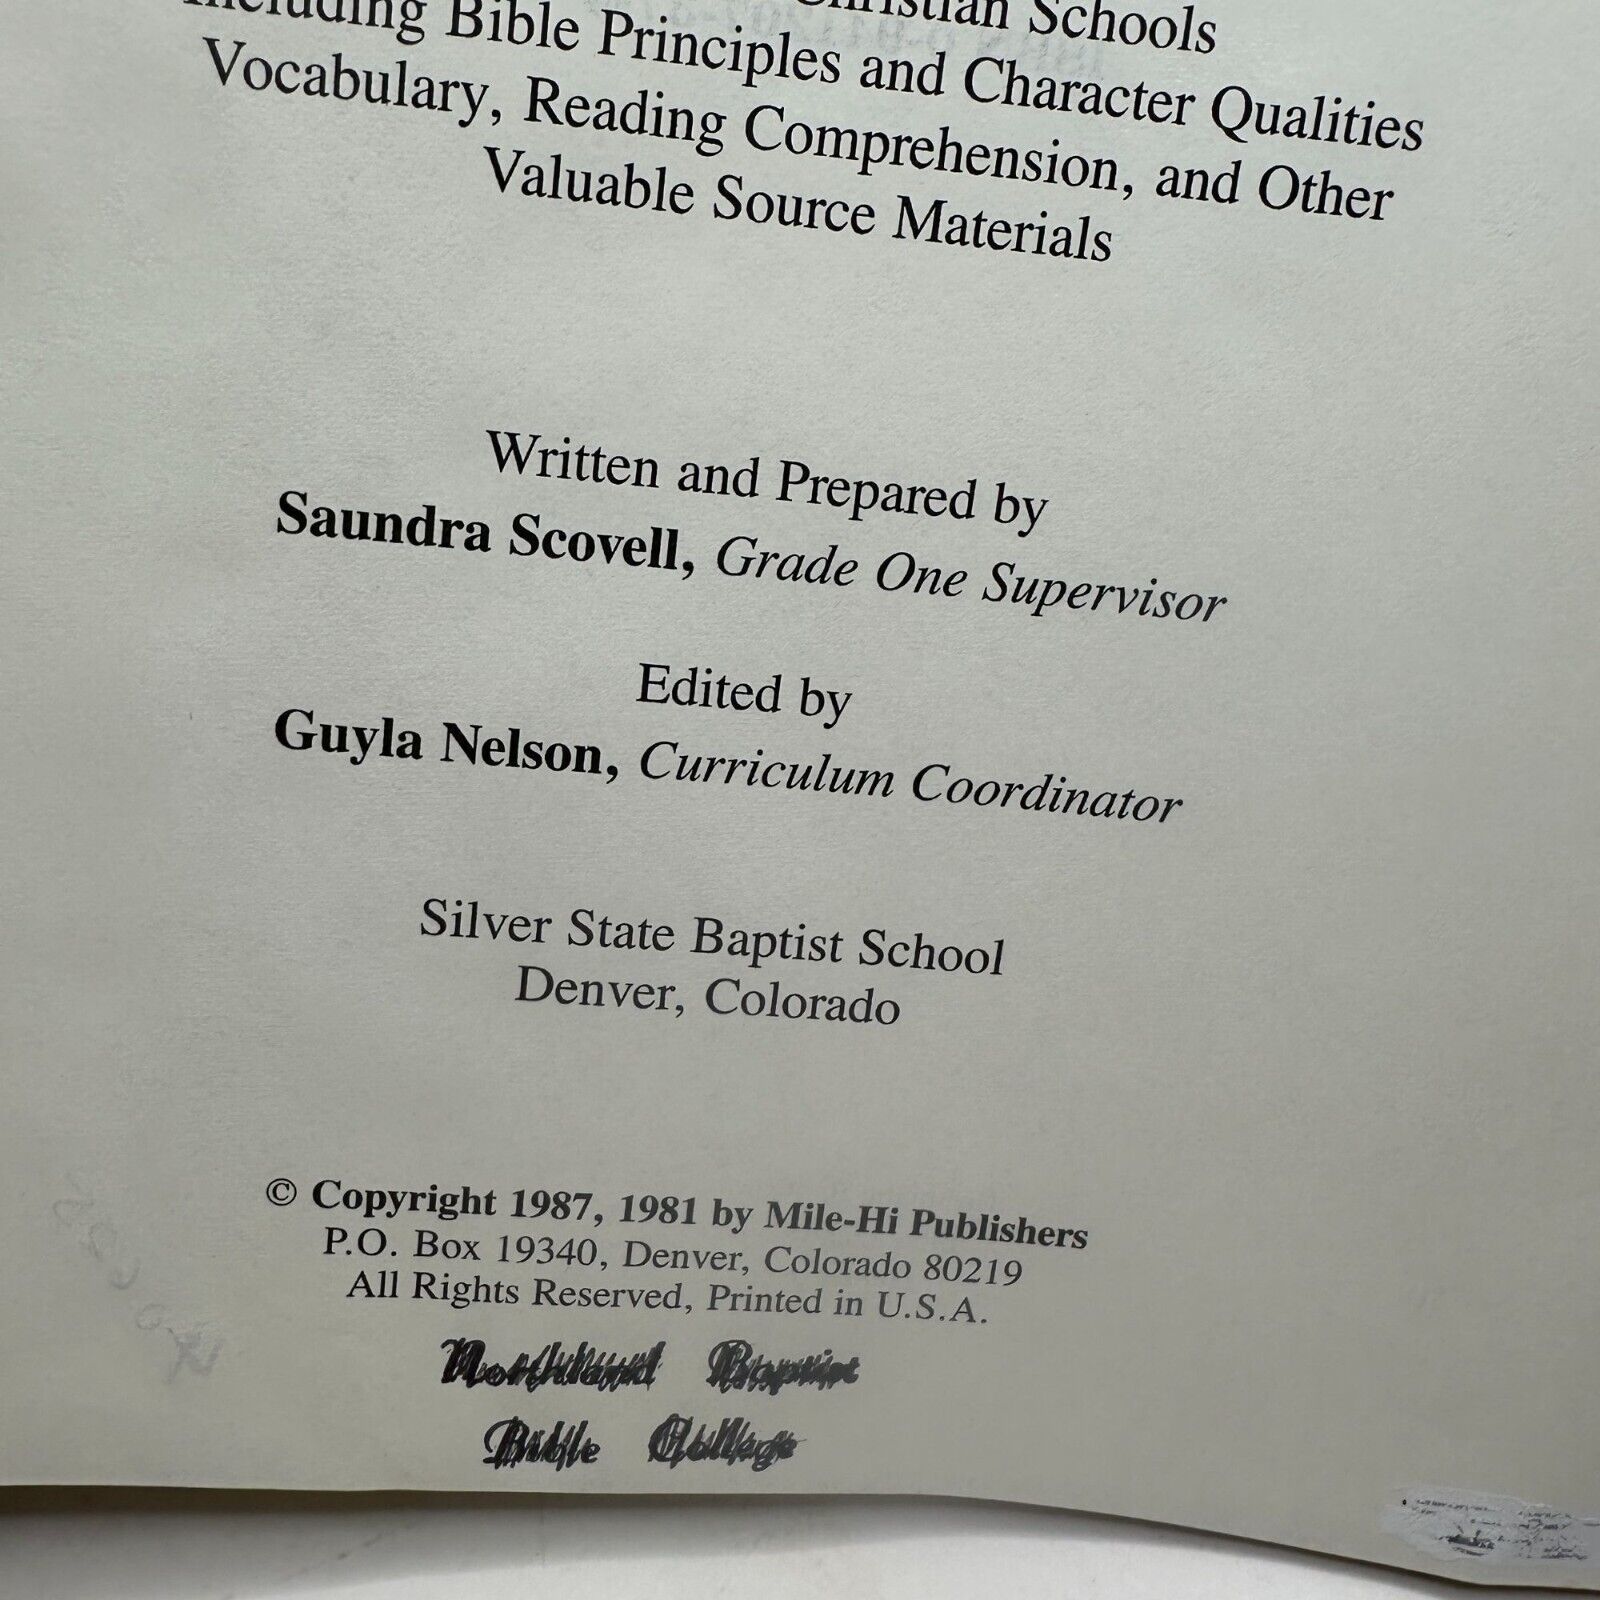 Christian Schools
Including Bible Principles and Character Qualities
Vocabulary, Reading Comprehension, and Other
Valuable Source Materials
Written and Prepared by
Saundra Scovell, Grade One Supervisor
Edited by
Guyla Nelson, Curriculum Coordinator
Silver State Baptist School
Denver, Colorado
© Copyright 1987, 1981 by Mile-Hi Publishers
P.O. Box 19340, Denver, Colorado 80219
All Rights Reserved, Printed in U.S.A.
Northland Baptist
Bible College